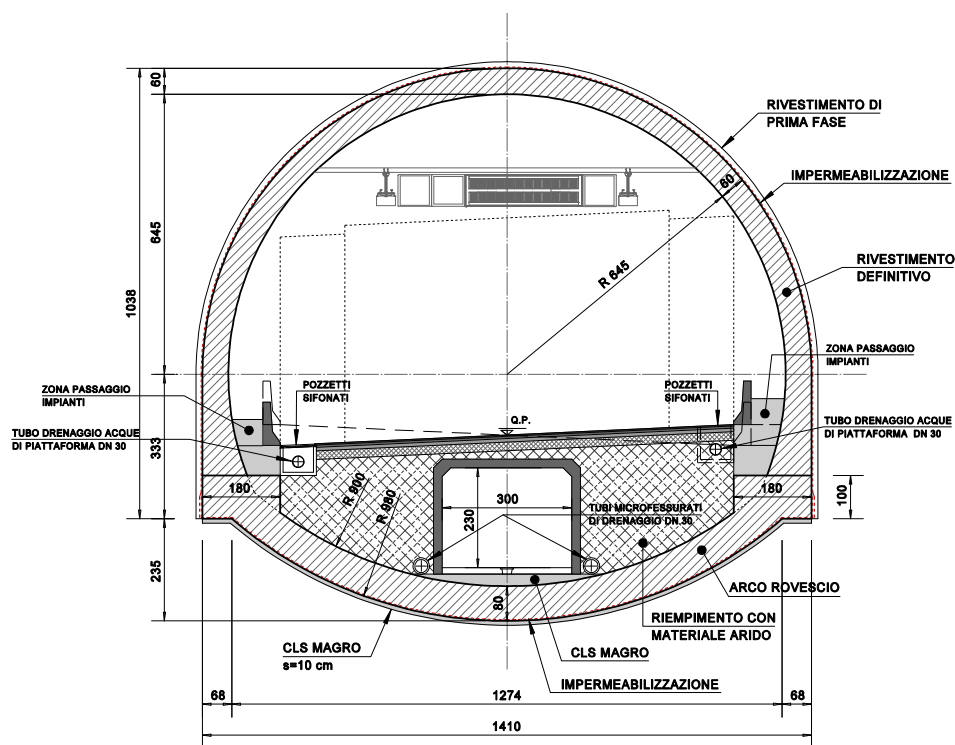 60
RIVESTIMENTO DI
PRIMA FASE
IMPERMEABILIZZAZIONE
60
645
R 645
RIVESTIMENTO
DEFINITIVO
1038
ZONA PASSAGGIO
IMPIANTI
ZONA PASSAGGIO
IMPIANTI
POZZETTI
SIFONATI
POZZETTI
SIFONATI
Q.P.
TUBO DRENAGGIO ACQUE
DI PIATTAFORMA DN 30
TUBO DRENAGGIO ACQUE
DI PIATTAFORMA DN 30
333
180
R 900
R 980
300
230
TUBI MICROFESSURATI
DI DRENAGGIO DN.30
180
100
235
80
ARCO ROVESCIO
RIEMPIMENTO CON
MATERIALE ARIDO
CLS MAGRO
s=10 cm
CLS MAGRO
IMPERMEABILIZZAZIONE
68
1274
68
1410